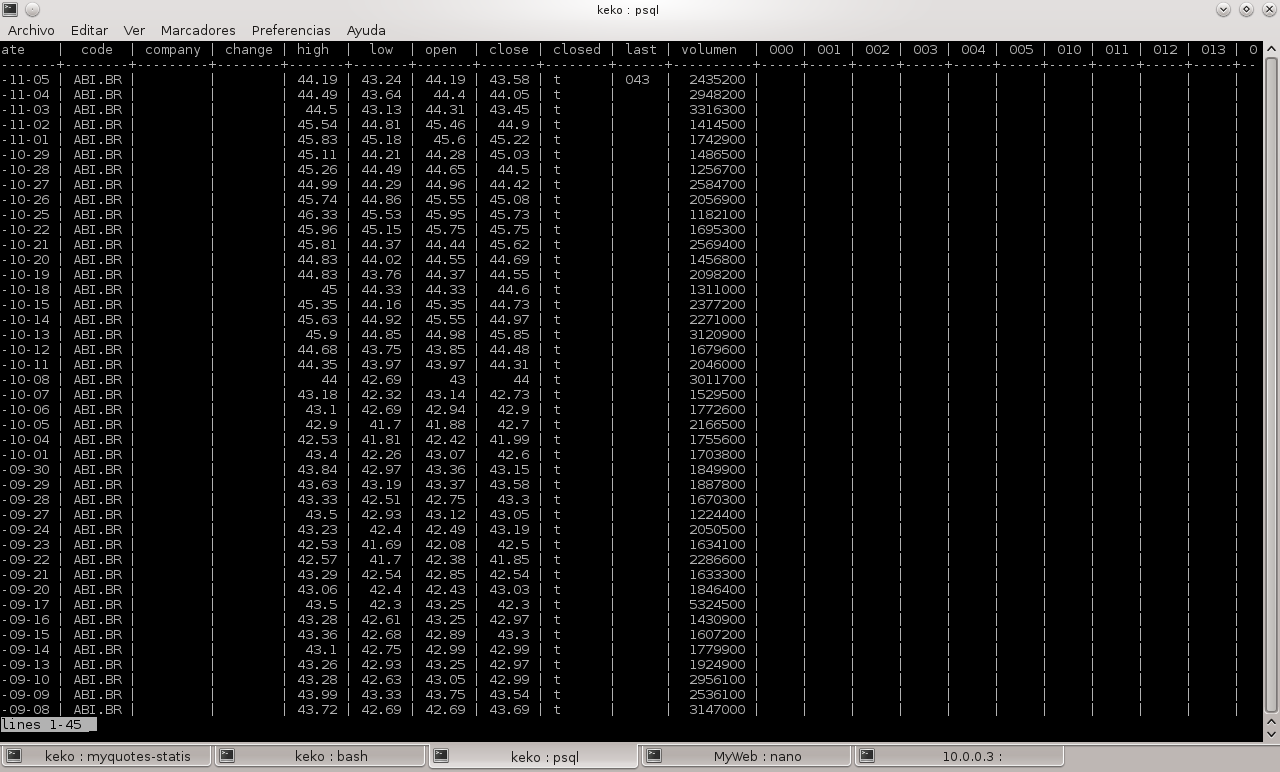 keko : psql
Archivo Editar Ver Marcadores Preferencias Ayuda
ate | code | company | change | high | low | open | close | closed | last | volumen | 000 | 001 | 002 | 003 | 004 | 005 | 010 | 011 | 012 | 013 | 0
-11-05 | ABI.BR | | | 44.19 | 43.24 | 44.19 | 43.58 | t | 043 | 2435200 | | | | | | | | | | |
-11-04 | ABI.BR | | | 44.49 | 43.64 | 44.4 | 44.05 | t | | 2948200 | | | | | | | | | | |
-11-03 | ABI.BR | | | 44.5 | 43.13 | 44.31 | 43.45 | t | | 3316300 | | | | | | | | | | |
-11-02 | ABI.BR | | | 45.54 | 44.81 | 45.46 | 44.9 | t | | 1414500 | | | | | | | | | | |
-11-01 | ABI.BR | | | 45.83 | 45.18 | 45.6 | 45.22 | t | | 1742900 | | | | | | | | | | |
-10-29 | ABI.BR | | | 45.11 | 44.21 | 44.28 | 45.03 | t | | 1486500 | | | | | | | | | | |
-10-28 | ABI.BR | | | 45.26 | 44.49 | 44.65 | 44.5 | t | | 1256700 | | | | | | | | | | |
-10-27 | ABI.BR | | | 44.99 | 44.29 | 44.96 | 44.42 | t | | 2584700 | | | | | | | | | | |
-10-26 | ABI.BR | | | 45.74 | 44.86 | 45.55 | 45.08 | t | | 2056900 | | | | | | | | | | |
-10-25 | ABI.BR | | | 46.33 | 45.53 | 45.95 | 45.73 | t | | 1182100 | | | | | | | | | | |
-10-22 | ABI.BR | | | 45.96 | 45.15 | 45.75 | 45.75 | t | | 1695300 | | | | | | | | | | |
-10-21 | ABI.BR | | | 45.81 | 44.37 | 44.44 | 45.62 | t | | 2569400 | | | | | | | | | | |
-10-20 | ABI.BR | | | 44.83 | 44.02 | 44.55 | 44.69 | t | | 1456800 | | | | | | | | | | |
-10-19 | ABI.BR | | | 44.83 | 43.76 | 44.37 | 44.55 | t | | 2098200 | | | | | | | | | | |
-10-18 | ABI.BR | | | 45 | 44.33 | 44.33 | 44.6 | t | | 1311000 | | | | | | | | | | |
-10-15 | ABI.BR | | | 45.35 | 44.16 | 45.35 | 44.73 | t | | 2377200 | | | | | | | | | | |
-10-14 | ABI.BR | | | 45.63 | 44.92 | 45.55 | 44.97 | t | | 2271000 | | | | | | | | | | |
-10-13 | ABI.BR | | | 45.9 | 44.85 | 44.98 | 45.85 | t | | 3120900 | | | | | | | | | | |
-10-12 | ABI.BR | | | 44.68 | 43.75 | 43.85 | 44.48 | t | | 1679600 | | | | | | | | | | |
-10-11 | ABI.BR | | | 44.35 | 43.97 | 43.97 | 44.31 | t | | 2046000 | | | | | | | | | | |
-10-08 | ABI.BR | | | 44 | 42.69 | 43 | 44 | t | | 3011700 | | | | | | | | | | |
-10-07 | ABI.BR | | | 43.18 | 42.32 | 43.14 | 42.73 | t | | 1529500 | | | | | | | | | | |
-10-06 | ABI.BR | | | 43.1 | 42.69 | 42.94 | 42.9 | t | | 1772600 | | | | | | | | | | |
-10-05 | ABI.BR | | | 42.9 | 41.7 | 41.88 | 42.7 | t | | 2166500 | | | | | | | | | | |
-10-04 | ABI.BR | | | 42.53 | 41.81 | 42.42 | 41.99 | t | | 1755600 | | | | | | | | | | |
-10-01 | ABI.BR | | | 43.4 | 42.26 | 43.07 | 42.6 | t | | 1703800 | | | | | | | | | | |
-09-30 | ABI.BR | | | 43.84 | 42.97 | 43.36 | 43.15 | t | | 1849900 | | | | | | | | | | |
-09-29 | ABI.BR | | | 43.63 | 43.19 | 43.37 | 43.58 | t | | 1887800 | | | | | | | | | | |
-09-28 | ABI.BR | | | 43.33 | 42.51 | 42.75 | 43.3 | t | | 1670300 | | | | | | | | | | |
-09-27 | ABI.BR | | | 43.5 | 42.93 | 43.12 | 43.05 | t | | 1224400 | | | | | | | | | | |
-09-24 | ABI.BR | | | 43.23 | 42.4 | 42.49 | 43.19 | t | | 2050500 | | | | | | | | | | |
-09-23 | ABI.BR | | | 42.53 | 41.69 | 42.08 | 42.5 | t | | 1634100 | | | | | | | | | | |
-09-22 | ABI.BR | | | 42.57 | 41.7 | 42.38 | 41.85 | t | | 2286600 | | | | | | | | | | |
-09-21 | ABI.BR | | | 43.29 | 42.54 | 42.85 | 42.54 | t | | 1633300 | | | | | | | | | | |
-09-20 | ABI.BR | | | 43.06 | 42.4 | 42.43 | 43.03 | t | | 1846400 | | | | | | | | | | |
-09-17 | ABI.BR | | | 43.5 | 42.3 | 43.25 | 42.3 | t | | 5324500 | | | | | | | | | | |
-09-16 | ABI.BR | | | 43.28 | 42.61 | 43.25 | 42.97 | t | | 1430900 | | | | | | | | | | |
-09-15 | ABI.BR | | | 43.36 | 42.68 | 42.89 | 43.3 | t | | 1607200 | | | | | | | | | | |
-09-14 | ABI.BR | | | 43.1 | 42.75 | 42.99 | 42.99 | t | | 1779900 | | | | | | | | | | |
-09-13 | ABI.BR | | | 43.26 | 42.93 | 43.25 | 42.97 | t | | 1924900 | | | | | | | | | | |
-09-10 | ABI.BR | | | 43.28 | 42.63 | 43.05 | 42.99 | t | | 2956100 | | | | | | | | | | |
-09-09 | ABI.BR | | | 43.99 | 43.33 | 43.75 | 43.54 | t | | 2536100 | | | | | | | | | | |
-09-08 | ABI.BR | | | 43.72 | 42.69 | 42.69 | 43.69 | t | | 3147000 | | | | | | | | | | |
lines 1-45
keko : myquotes-statis keko : bash keko : psql MyWeb : nano 10.0.0.3 :